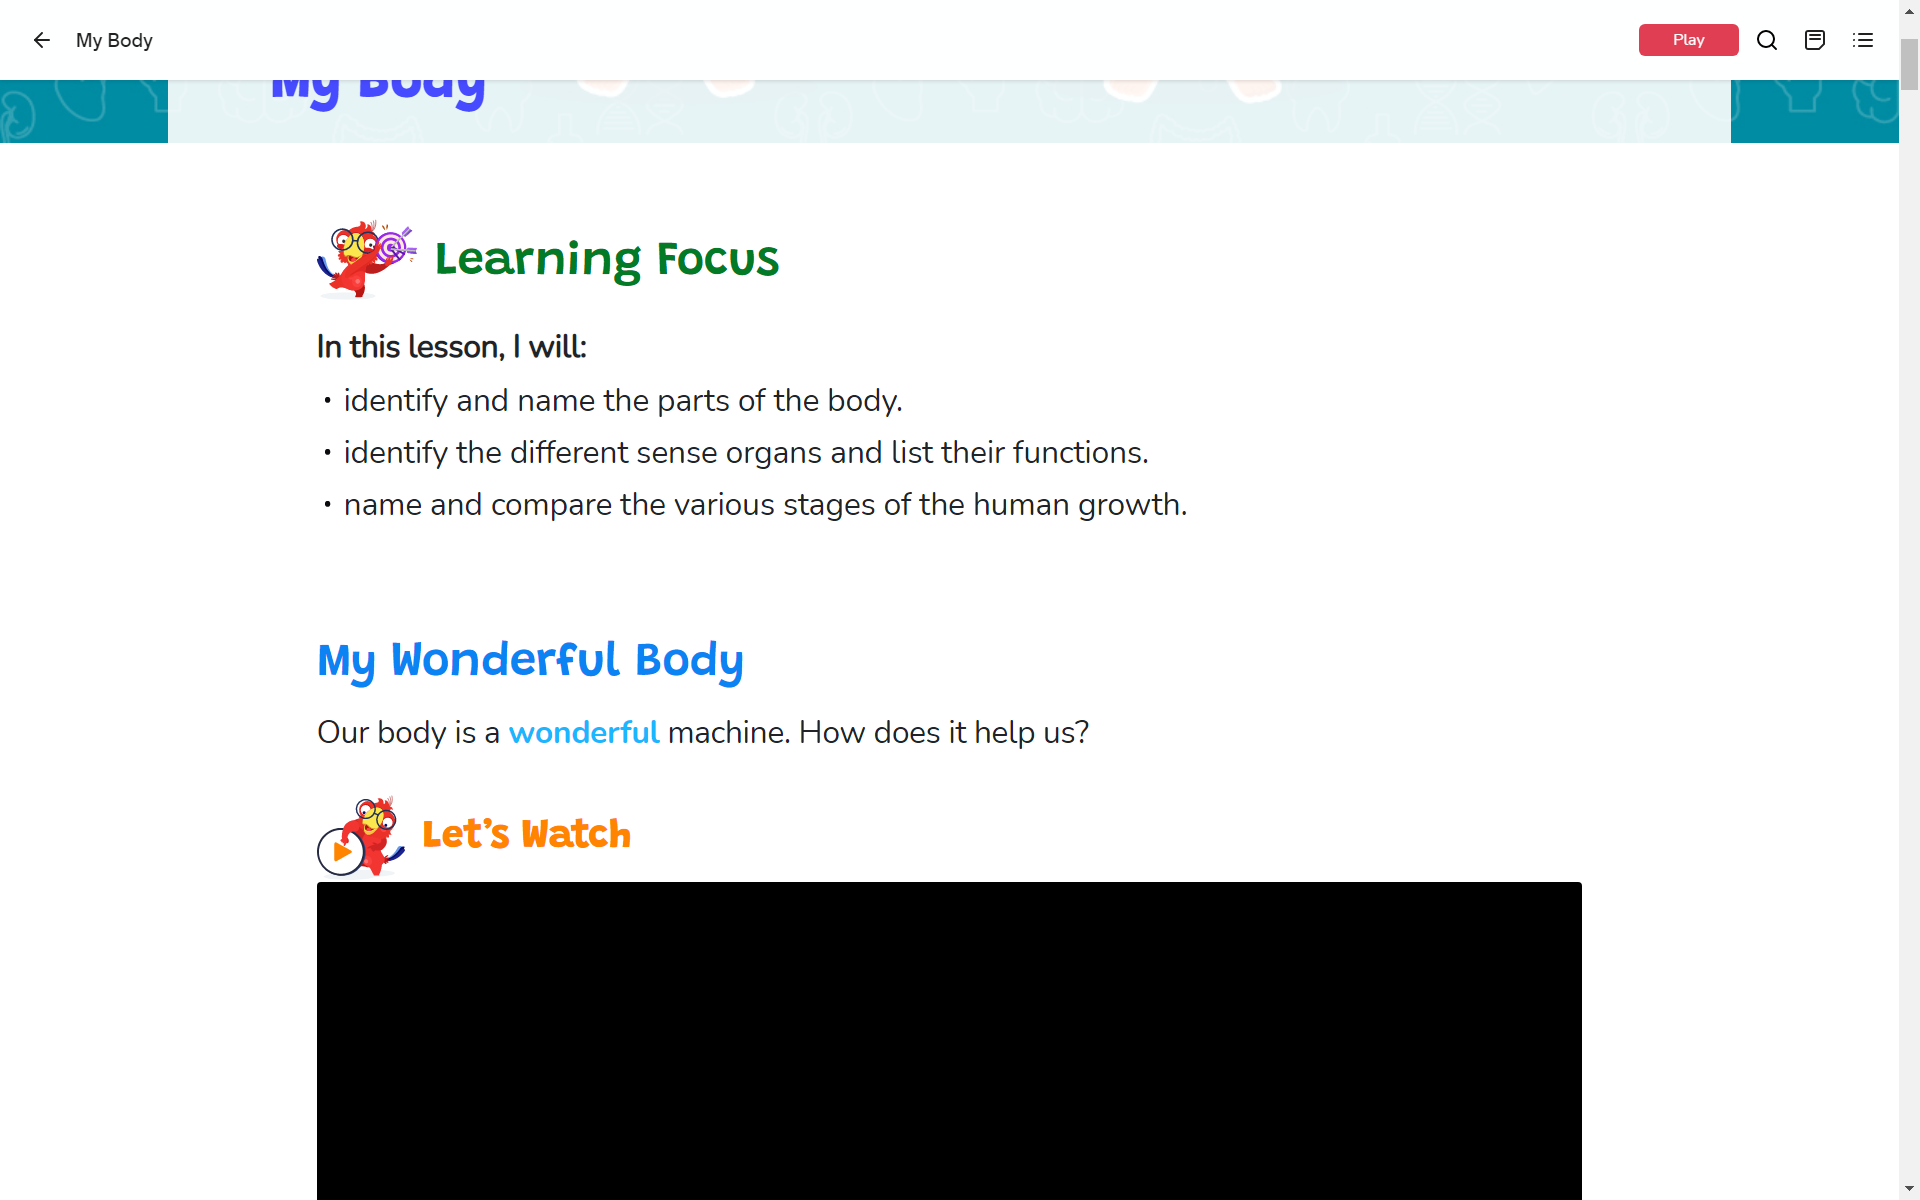 My Body
Play
My Body
Learning Focus
In this lesson, I will:
• identify and name the parts of the body.
• identify the different sense organs and list their functions.
• name and compare the various stages of the human growth.
My Wonderful Body
Our body is a wonderful machine. How does it help us?
Let's Watch